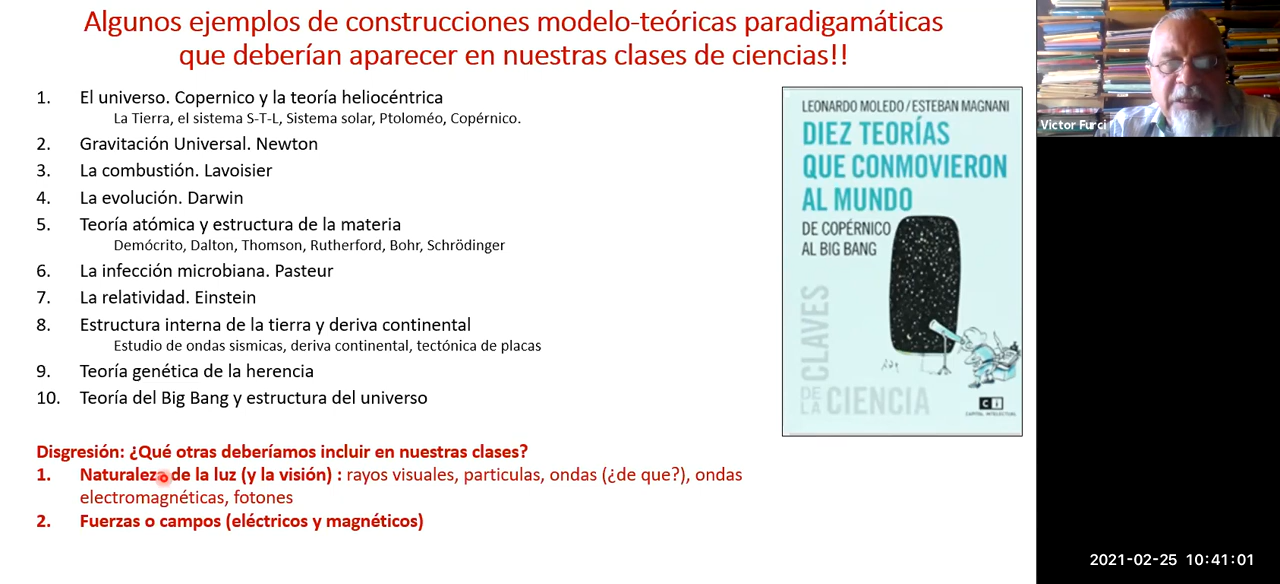 Algunos ejemplos de construcciones modelo-teóricas paradigamáticas
que deberían aparecer en nuestras clases de ciencias!!
1. El universo. Copernico y la teoría heliocéntrica
La Tierra, el sistema S-T-L, Sistema solar, Ptoloméo, Copérnico.
2. Gravitación Universal. Newton
3. La combustión. Lavoisier
4. La evolución. Darwin
5. Teoría atómica y estructura de la materia
Demócrito, Dalton, Thomson, Rutherford, Bohr, Schrödinger
6. La infección microbiana. Pasteur
7. La relatividad. Einstein
8. Estructura interna de la tierra y deriva continental
Estudio de ondas sismicas, deriva continental, tectónica de placas
9. Teoría genética de la herencia
10. Teoría del Big Bang y estructura del universo
Disgresión: ¿Qué otras deberíamos incluir en nuestras clases?
1. Naturaleza de la luz (y la visión) : rayos visuales, particulas, ondas (¿de que?), ondas
electromagnéticas, fotones
2. Fuerzas o campos (eléctricos y magnéticos)
LEONARDO MOLEDO/ESTEBAN MAGNANI
DIEZ TEORÍAS
QUE CONMOVIERON
AL MUNDO
DE COPÉRNICO
AL BIG BANG
CLAVES
DE LA CIENCIA
Ci
CAPITAL INTELECTUAL
Victor Furci
2021-02-25 10:41:01